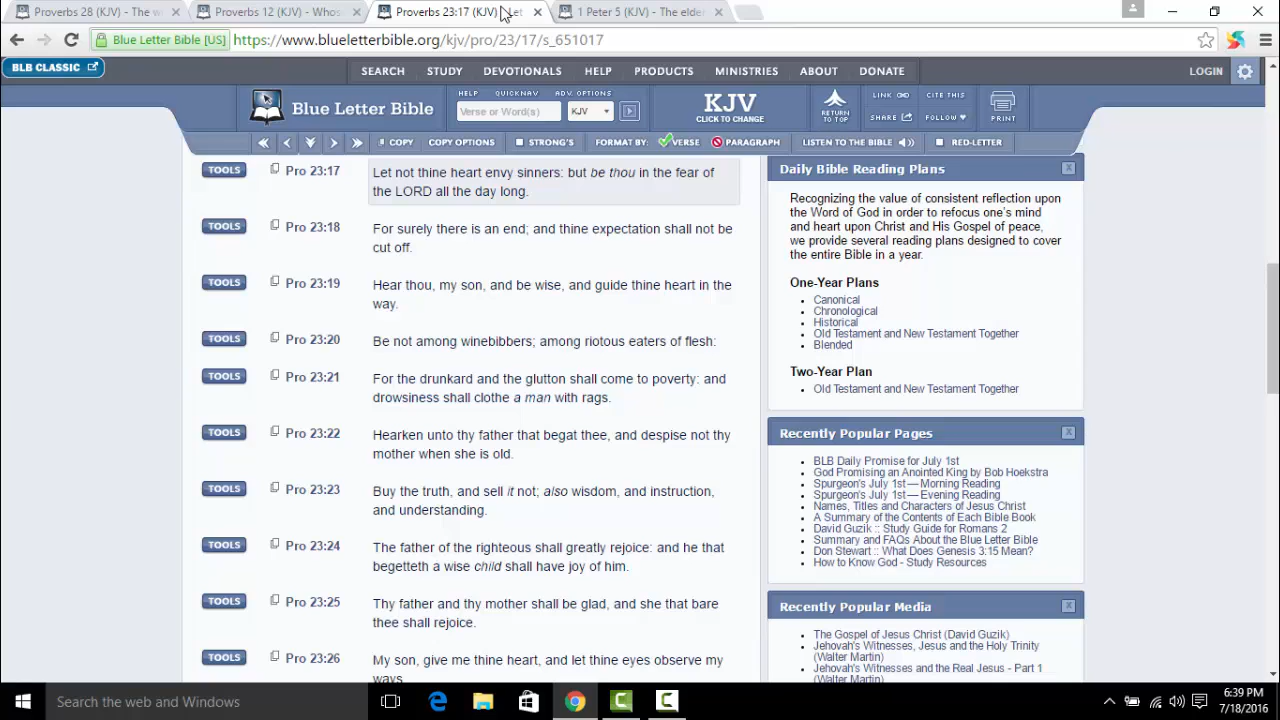 Proverbs 28 (KJV) - The w
Proverbs 12 (KJV) - Whos
Proverbs 23:17 (KJV) - Let
1 Peter 5 (KJV) - The elde
Blue Letter Bible [US]
https://www.blueletterbible.org/kjv/pro/23/17/s_651017
BLB CLASSIC
SEARCH STUDY DEVOTIONALS HELP PRODUCTS MINISTRIES ABOUT DONATE LOGIN
Blue Letter Bible
HELP QUICKNAV ADV. OPTIONS
Verse or Word(s) KJV
KJV
CLICK TO CHANGE
RETURN
TO TOP
LINK CITE THIS
SHARE FOLLOW
PRINT
COPY COPY OPTIONS STRONG'S FORMAT BY: VERSE PARAGRAPH LISTEN TO THE BIBLE RED-LETTER
TOOLS Pro 23:17 Let not thine heart envy sinners: but be thou in the fear of
the LORD all the day long.
TOOLS Pro 23:18 For surely there is an end; and thine expectation shall not be
cut off.
TOOLS Pro 23:19 Hear thou, my son, and be wise, and guide thine heart in the
way.
TOOLS Pro 23:20 Be not among winebibbers; among riotous eaters of flesh:
TOOLS Pro 23:21 For the drunkard and the glutton shall come to poverty: and
drowsiness shall clothe a man with rags.
TOOLS Pro 23:22 Hearken unto thy father that begat thee, and despise not thy
mother when she is old.
TOOLS Pro 23:23 Buy the truth, and sell it not; also wisdom, and instruction,
and understanding.
TOOLS Pro 23:24 The father of the righteous shall greatly rejoice: and he that
begetteth a wise child shall have joy of him.
TOOLS Pro 23:25 Thy father and thy mother shall be glad, and she that bare
thee shall rejoice.
TOOLS Pro 23:26 My son, give me thine heart, and let thine eyes observe my
ways.
Daily Bible Reading Plans
Recognizing the value of consistent reflection upon
the Word of God in order to refocus one's mind
and heart upon Christ and His Gospel of peace,
we provide several reading plans designed to cover
the entire Bible in a year.
One-Year Plans
Canonical
Chronological
Historical
Old Testament and New Testament Together
Blended
Two-Year Plan
Old Testament and New Testament Together
Recently Popular Pages
BLB Daily Promise for July 1st
God Promising an Anointed King by Bob Hoekstra
Spurgeon's July 1st — Morning Reading
Spurgeon's July 1st — Evening Reading
Names, Titles and Characters of Jesus Christ
A Summary of the Contents of Each Bible Book
David Guzik :: Study Guide for Romans 2
Summary and FAQs About the Blue Letter Bible
Don Stewart :: What Does Genesis 3:15 Mean?
How to Know God - Study Resources
Recently Popular Media
The Gospel of Jesus Christ (David Guzik)
Jehovah's Witnesses, Jesus and the Holy Trinity
(Walter Martin)
Jehovah's Witnesses and the Real Jesus - Part 1
(Walter Martin)
Search the web and Windows
6:39 PM
7/18/2016